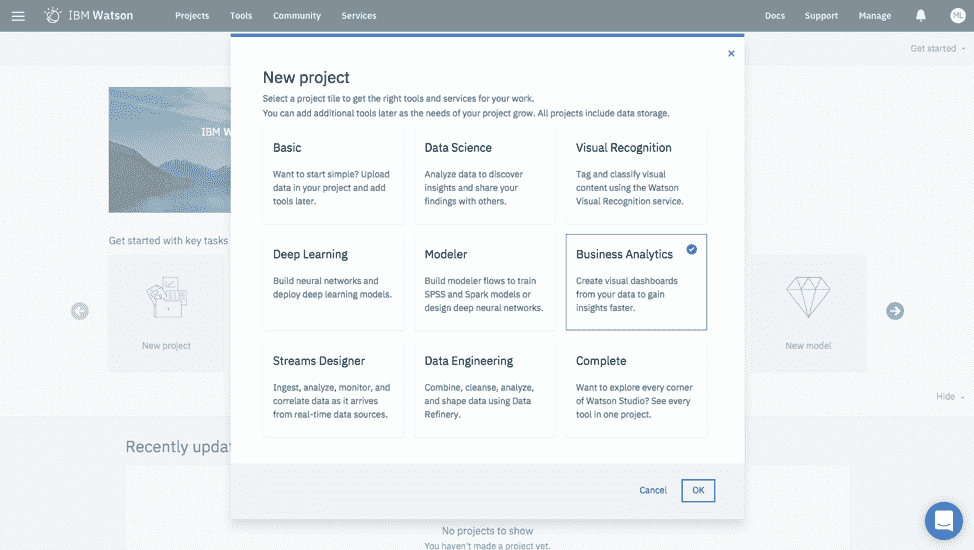 IBM Watson
Projects
Tools
Community
Services
Docs
Support
Manage
ML
Get started
New project
Select a project tile to get the right tools and services for your work.
You can add additional tools later as the needs of your project grow. All projects include data storage.
Basic
Want to start simple? Upload
data in your project and add
tools later.
Data Science
Analyze data to discover
insights and share your
findings with others.
Visual Recognition
Tag and classify visual
content using the Watson
Visual Recognition service.
Deep Learning
Build neural networks and
deploy deep learning models.
Modeler
Build modeler flows to train
SPSS and Spark models or
design deep neural networks.
Business Analytics
Create visual dashboards
from your data to gain
insights faster.
Streams Designer
Ingest, analyze, monitor, and
correlate data as it arrives
from real-time data sources.
Data Engineering
Combine, cleanse, analyze,
and shape data using Data
Refinery.
Complete
Want to explore every corner
of Watson Studio? See every
tool in one project.
Cancel
OK
IBM W
Get started with key tasks
New project
New model
Hide
Recently upda
No projects to show
You haven't made a project yet.